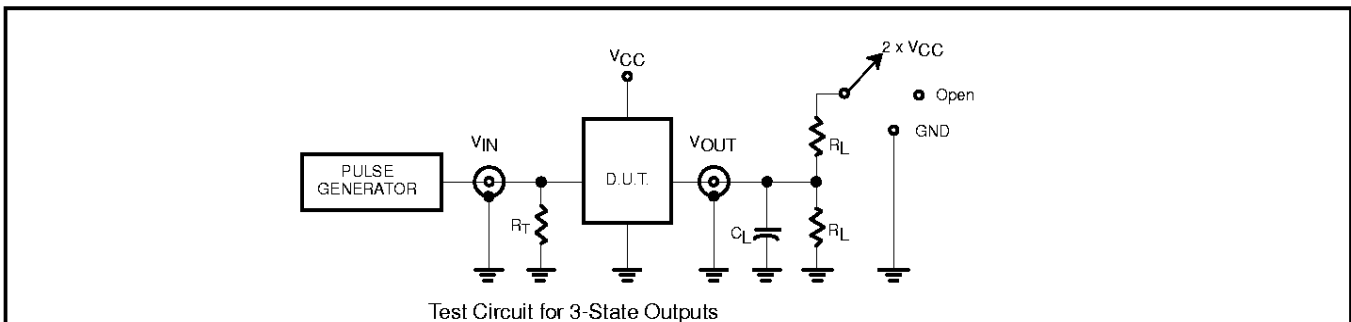 2 x VCC
VCC
Open
GND
VIN
VOUT
RL
PULSE
GENERATOR
D.U.T.
RT
CL
RL
Test Circuit for 3-State Outputs